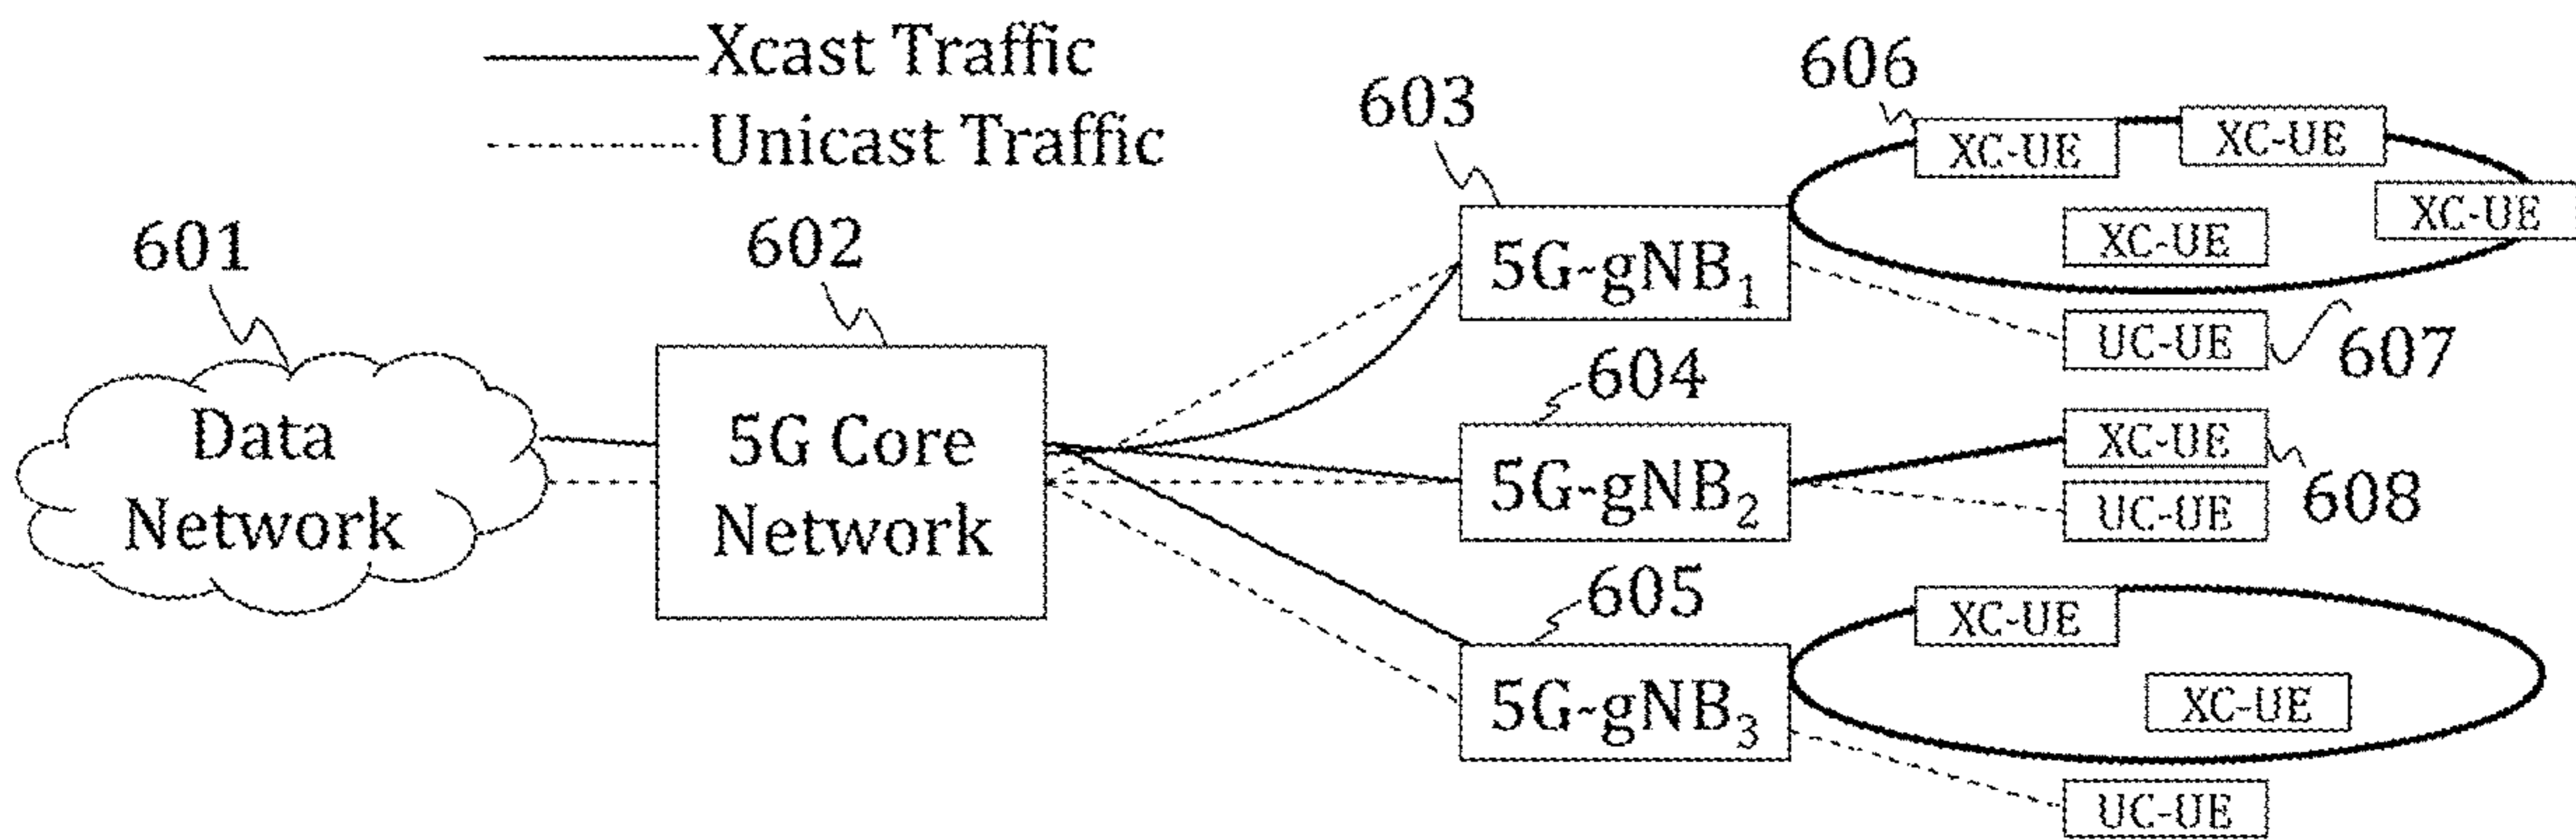 Xcast Traffic
Unicast Traffic
601
Data
Network
602
5G Core
Network
603
5G-gNB₁
604
5G-gNB₂
605
5G-gNB₃
606
XC-UE
XC-UE
XC-UE
XC-UE
UC-UE
607
XC-UE
608
UC-UE
XC-UE
XC-UE
UC-UE